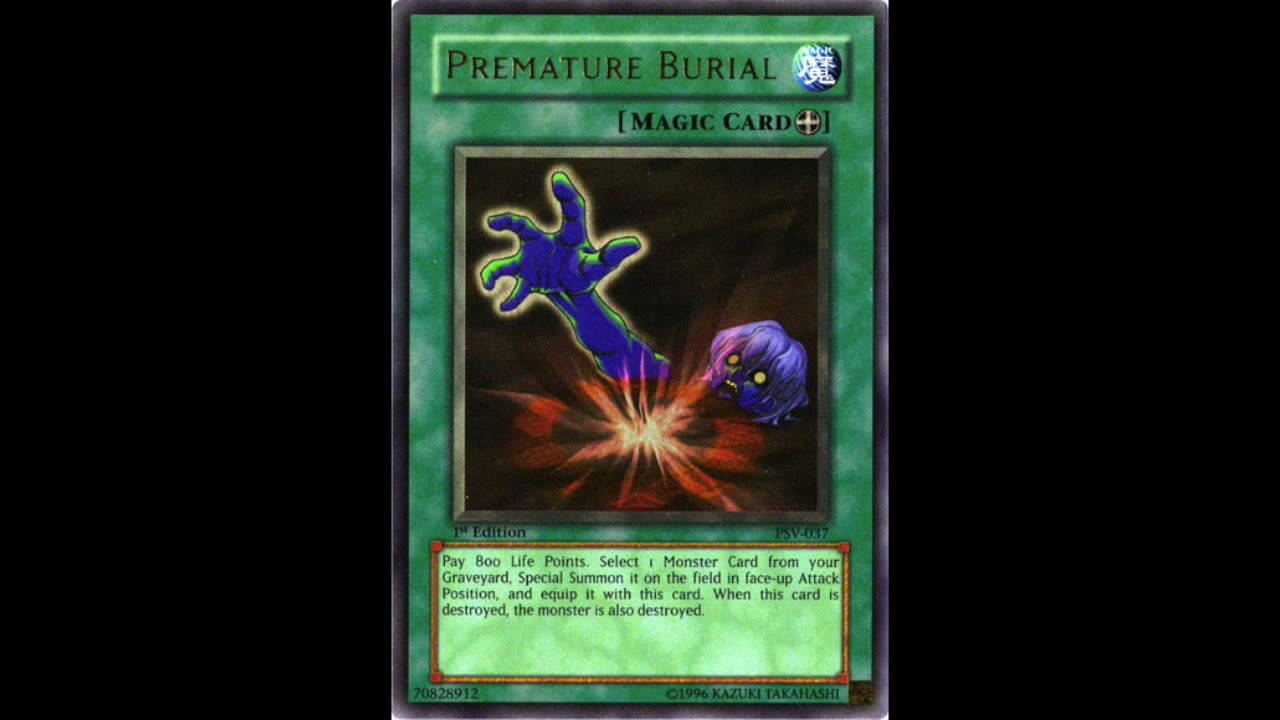 PREMATURE BURIAL
魔
[MAGIC CARD]
1st Edition
PSV-037
Pay 800 Life Points. Select 1 Monster Card from your
Graveyard, Special Summon it on the field in face-up Attack
Position, and equip it with this card. When this card is
destroyed, the monster is also destroyed.
70828912
©1996 KAZUKI TAKAHASHI